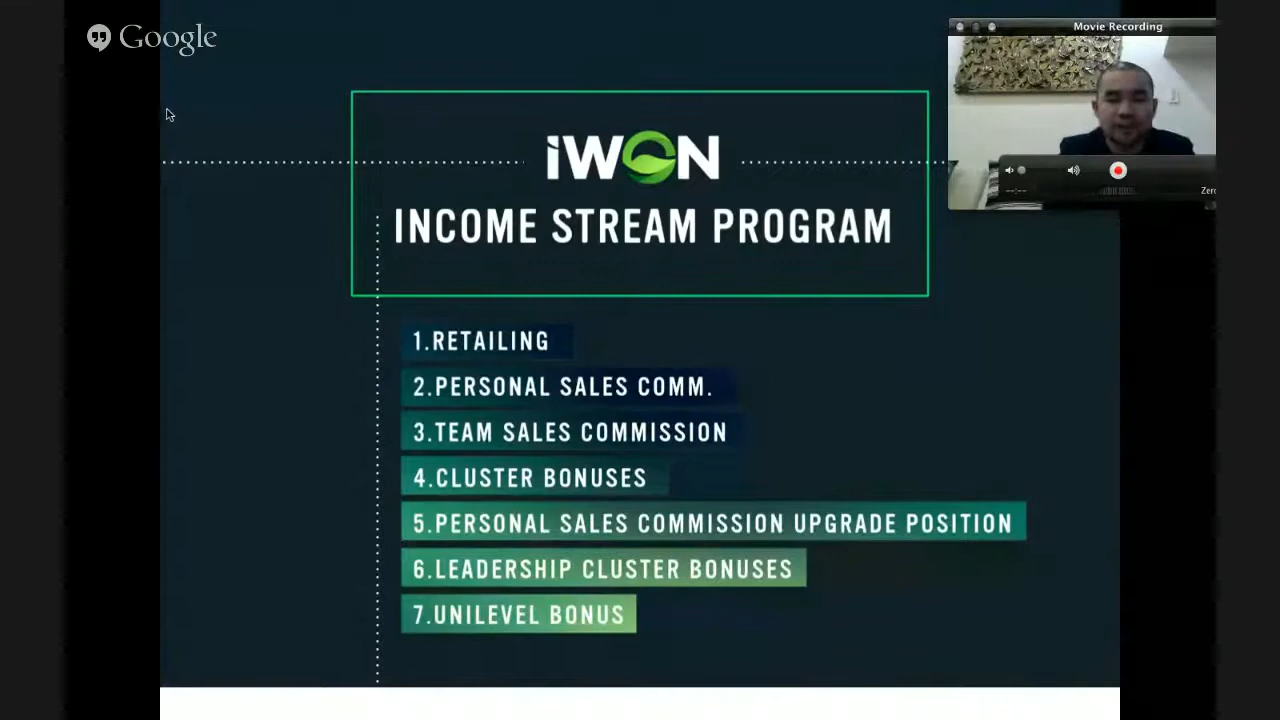 Google
Movie Recording
iWON
INCOME STREAM PROGRAM
1.RETAILING
2.PERSONAL SALES COMM.
3.TEAM SALES COMMISSION
4.CLUSTER BONUSES
5.PERSONAL SALES COMMISSION UPGRADE POSITION
6.LEADERSHIP CLUSTER BONUSES
7.UNILEVEL BONUS